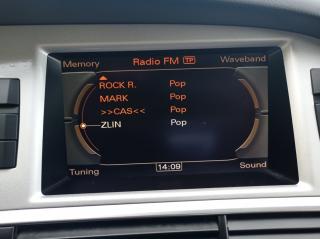 Memory Radio FM TP Waveband
ROCK R. Pop
MARK Pop
>>CAS<< Pop
ZLIN Pop
Tuning 14:09 Sound